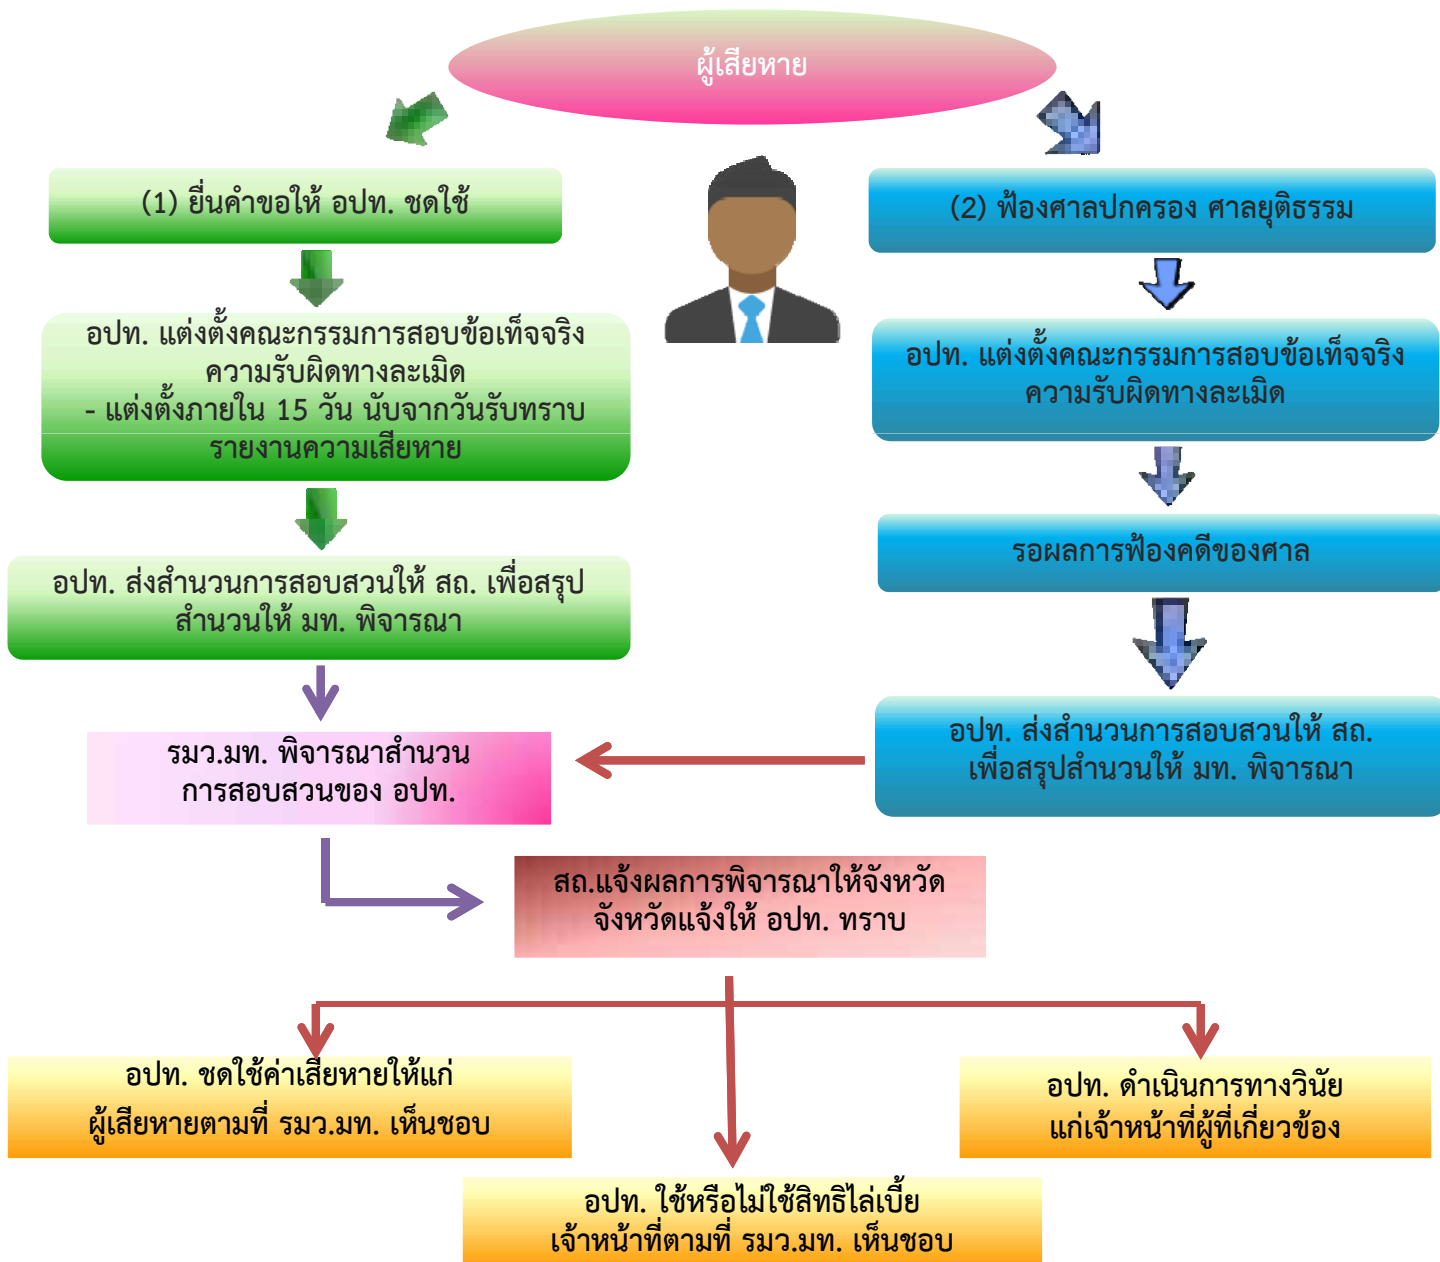 ผู้เสียหาย
(1) ยื่นคำขอให้ อปท. ชดใช้
อปท. แต่งตั้งคณะกรรมการสอบข้อเท็จจริง
ความรับผิดทางละเมิด
- แต่งตั้งภายใน 15 วัน นับจากวันรับทราบ
รายงานความเสียหาย
อปท. ส่งสำนวนการสอบสวนให้ สถ. เพื่อสรุป
สำนวนให้ มท. พิจารณา
(2) ฟ้องศาลปกครอง ศาลยุติธรรม
อปท. แต่งตั้งคณะกรรมการสอบข้อเท็จจริง
ความรับผิดทางละเมิด
รอผลการฟ้องคดีของศาล
อปท. ส่งสำนวนการสอบสวนให้ สถ.
เพื่อสรุปสำนวนให้ มท. พิจารณา
รมว.มท. พิจารณาสำนวน
การสอบสวนของ อปท.
สถ.แจ้งผลการพิจารณาให้จังหวัด
จังหวัดแจ้งให้ อปท. ทราบ
อปท. ชดใช้ค่าเสียหายให้แก่
ผู้เสียหายตามที่ รมว.มท. เห็นชอบ
อปท. ใช้หรือไม่ใช้สิทธิไล่เบี้ย
เจ้าหน้าที่ตามที่ รมว.มท. เห็นชอบ
อปท. ดำเนินการทางวินัย
แก่เจ้าหน้าที่ผู้ที่เกี่ยวข้อง